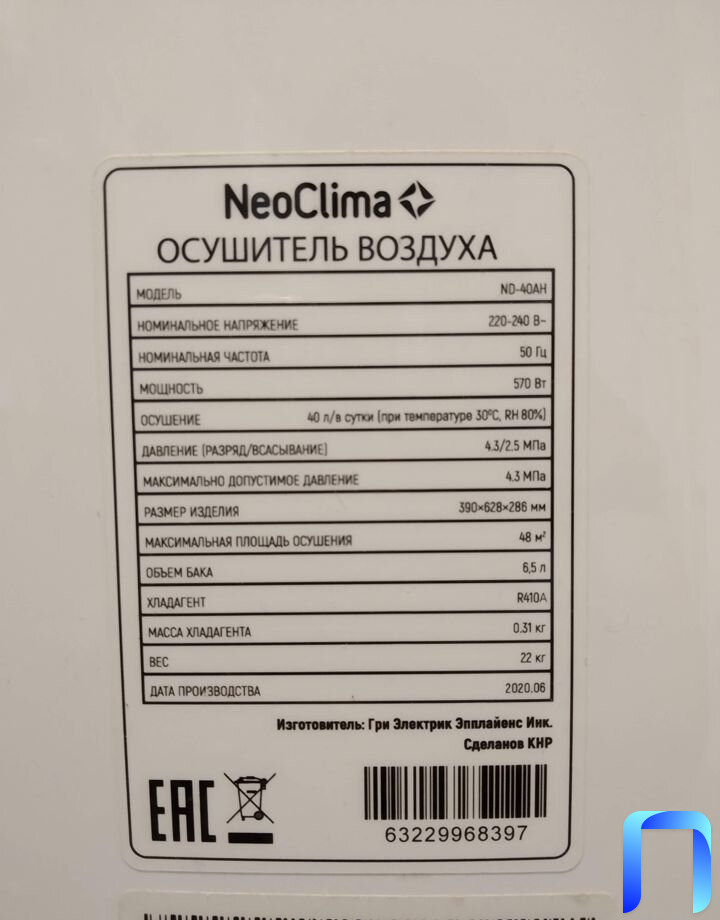 NeoClima
ОСУШИТЕЛЬ ВОЗДУХА
МОДЕЛЬ ND-40AH
НОМИНАЛЬНОЕ НАПРЯЖЕНИЕ 220-240 В~
НОМИНАЛЬНАЯ ЧАСТОТА 50 Гц
МОЩНОСТЬ 570 Вт
ОСУШЕНИЕ 40 л/в сутки (при температуре 30°C, RH 80%)
ДАВЛЕНИЕ (РАЗРЯД/ВСАСЫВАНИЕ) 4.3/2.5 МПа
МАКСИМАЛЬНО ДОПУСТИМОЕ ДАВЛЕНИЕ 4.3 МПа
РАЗМЕР ИЗДЕЛИЯ 390×628×286 мм
МАКСИМАЛЬНАЯ ПЛОЩАДЬ ОСУШЕНИЯ 48 м²
ОБЪЕМ БАКА 6,5 л
ХЛАДАГЕНТ R410A
МАССА ХЛАДАГЕНТА 0.31 кг
ВЕС 22 кг
ДАТА ПРОИЗВОДСТВА 2020.06
Изготовитель: Гри Электрик Эпплайенс Инк.
Сделанов КНР
EAC
63229968397